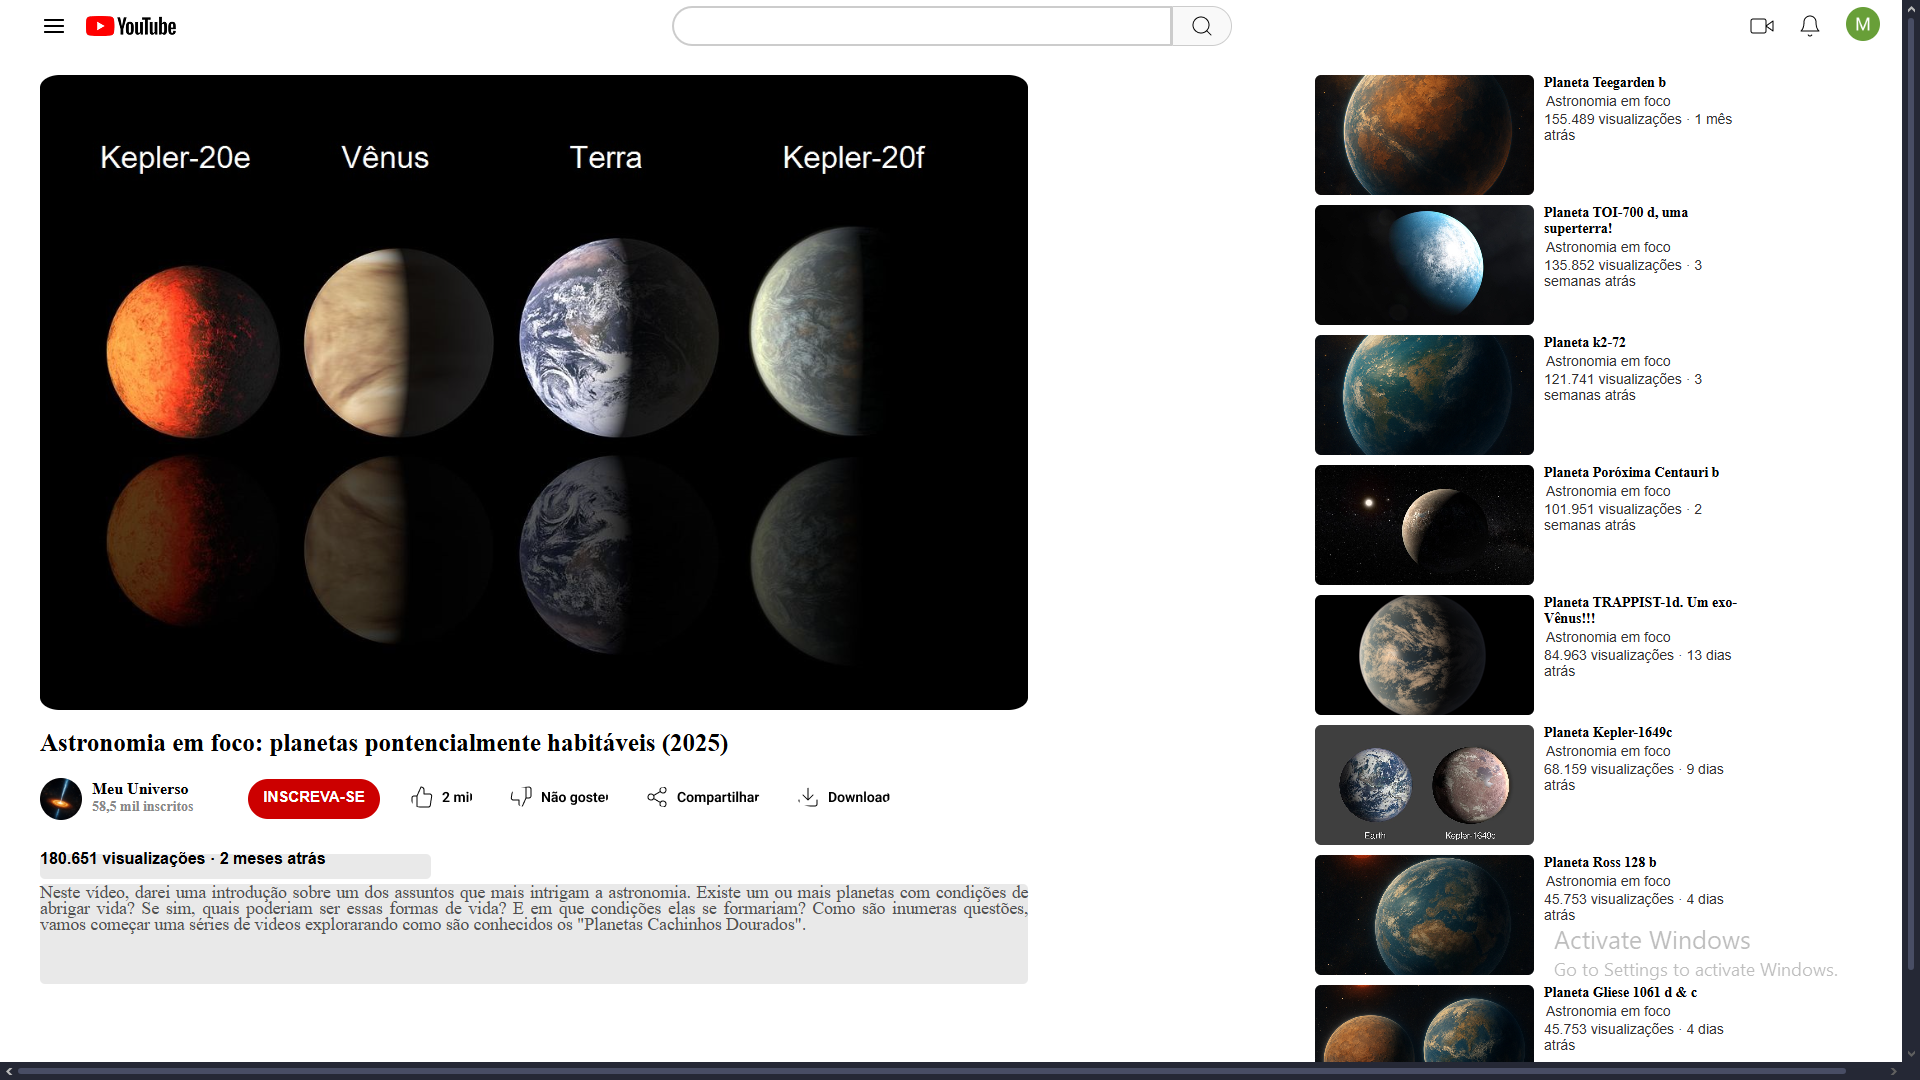 YouTube
M
Kepler-20e
Vênus
Terra
Kepler-20f
Astronomia em foco: planetas pontencialmente habitáveis (2025)
Meu Universo
58,5 mil inscritos
INSCREVA-SE
2 mil
Não gostei
Compartilhar
Download
180.651 visualizações · 2 meses atrás
Neste vídeo, darei uma introdução sobre um dos assuntos que mais intrigam a astronomia. Existe um ou mais planetas com condições de
abrigar vida? Se sim, quais poderiam ser essas formas de vida? E em que condições elas se formariam? Como são inumeras questões,
vamos começar uma séries de vídeos explorarando como são conhecidos os "Planetas Cachinhos Dourados".
Planeta Teegarden b
Astronomia em foco
155.489 visualizações · 1 mês
atrás
Planeta TOI-700 d, uma
superterra!
Astronomia em foco
135.852 visualizações · 3
semanas atrás
Planeta k2-72
Astronomia em foco
121.741 visualizações · 3
semanas atrás
Planeta Poróxima Centauri b
Astronomia em foco
101.951 visualizações · 2
semanas atrás
Planeta TRAPPIST-1d. Um exo-
Vênus!!!
Astronomia em foco
84.963 visualizações · 13 dias
atrás
Earth
Kepler-1649c
Planeta Kepler-1649c
Astronomia em foco
68.159 visualizações · 9 dias
atrás
Planeta Ross 128 b
Astronomia em foco
45.753 visualizações · 4 dias
atrás
Activate Windows
Go to Settings to activate Windows.
Planeta Gliese 1061 d & c
Astronomia em foco
45.753 visualizações · 4 dias
atrás